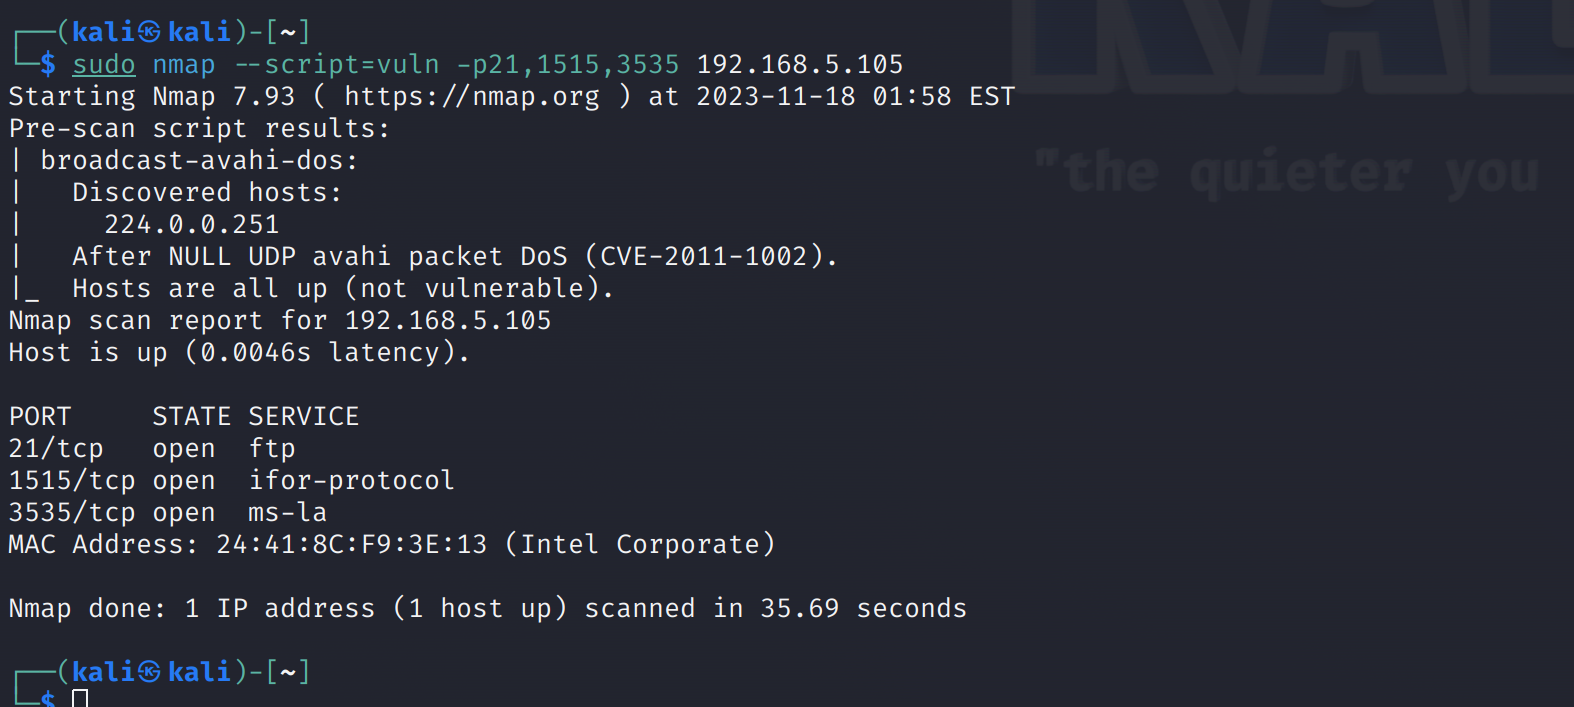 ┌──(kali㉿kali)-[~]
└─$ sudo nmap --script=vuln -p21,1515,3535 192.168.5.105
Starting Nmap 7.93 ( https://nmap.org ) at 2023-11-18 01:58 EST
Pre-scan script results:
| broadcast-avahi-dos:
|   Discovered hosts:
|     224.0.0.251
|   After NULL UDP avahi packet DoS (CVE-2011-1002).
|_  Hosts are all up (not vulnerable).
Nmap scan report for 192.168.5.105
Host is up (0.0046s latency).
PORT     STATE SERVICE
21/tcp   open  ftp
1515/tcp open  ifor-protocol
3535/tcp open  ms-la
MAC Address: 24:41:8C:F9:3E:13 (Intel Corporate)
Nmap done: 1 IP address (1 host up) scanned in 35.69 seconds
┌──(kali㉿kali)-[~]
└─$
"the quieter you